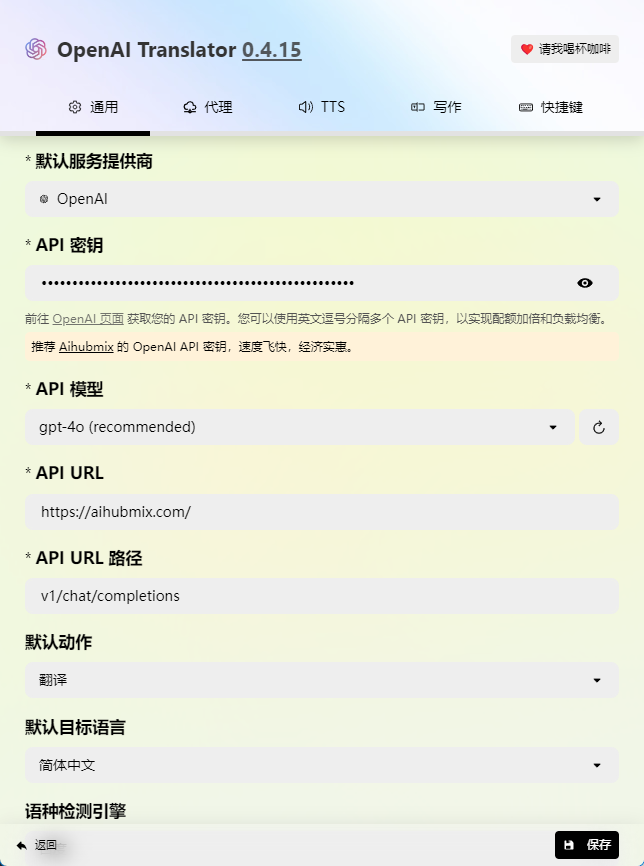 OpenAI Translator 0.4.15
请我喝杯咖啡
通用
代理
TTS
写作
快捷键
* 默认服务提供商
OpenAI
* API 密钥
••••••••••••••••••••••••••••••••••••••••••••••••••••
前往 OpenAI 页面 获取您的 API 密钥。您可以使用英文逗号分隔多个 API 密钥，以实现配额加倍和负载均衡。
推荐 Aihubmix 的 OpenAI API 密钥，速度飞快，经济实惠。
* API 模型
gpt-4o (recommended)
* API URL
https://aihubmix.com/
* API URL 路径
v1/chat/completions
默认动作
翻译
默认目标语言
简体中文
语种检测引擎
返回
保存